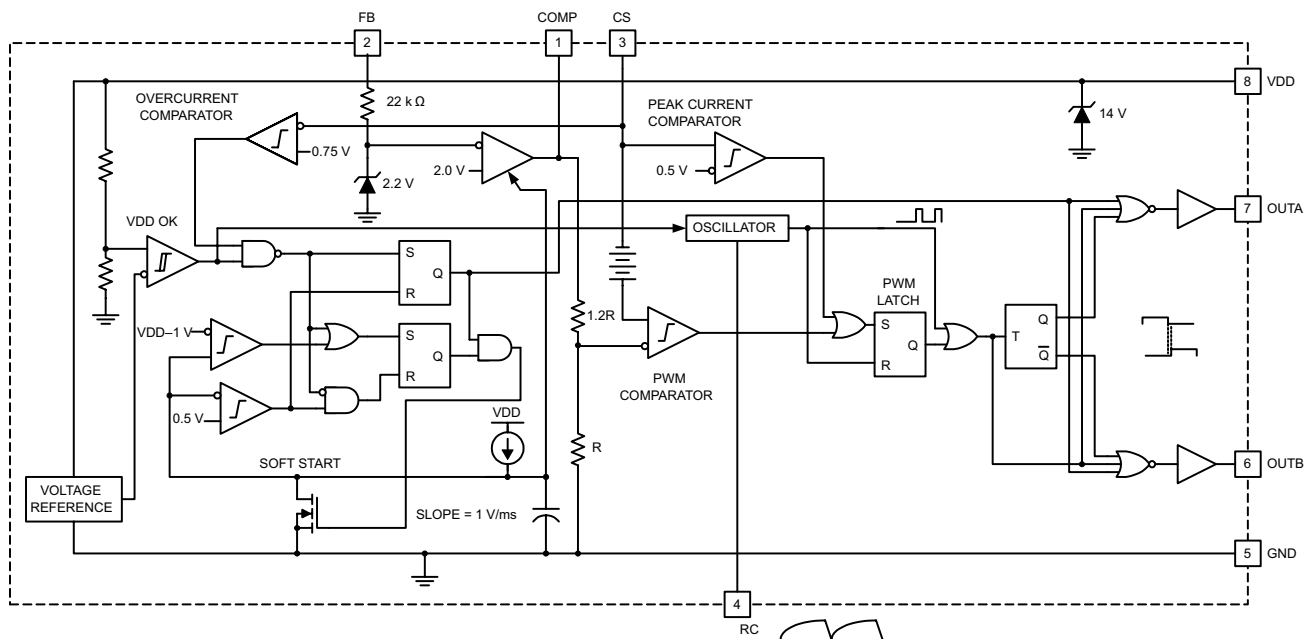 FB
COMP
CS
2
1
3
8
VDD
OVERCURRENT
COMPARATOR
22 k Ω
PEAK CURRENT
COMPARATOR
14 V
0.75 V
2.0 V
0.5 V
2.2 V
VDD OK
7
OUTA
OSCILLATOR
S
Q
R
PWM
LATCH
1.2R
VDD–1 V
S
Q
R
S
Q
R
T
Q
Q̅
PWM
COMPARATOR
0.5 V
VDD
R
6
OUTB
SOFT START
VOLTAGE
REFERENCE
SLOPE = 1 V/ms
5
GND
4
RC